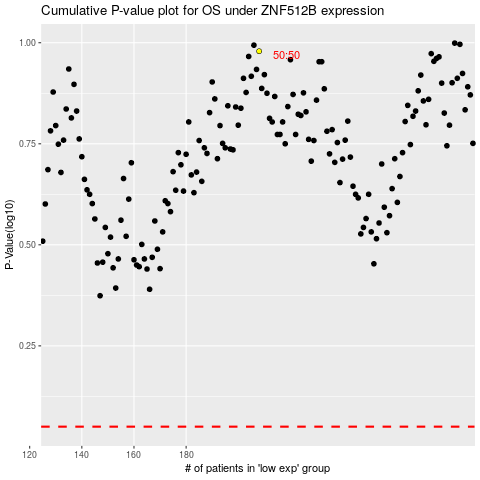 Cumulative P-value plot for OS under ZNF512B expression
1.00
0.75
0.50
0.25
50:50
P-Value(log10)
120 140 160 180
# of patients in 'low exp' group